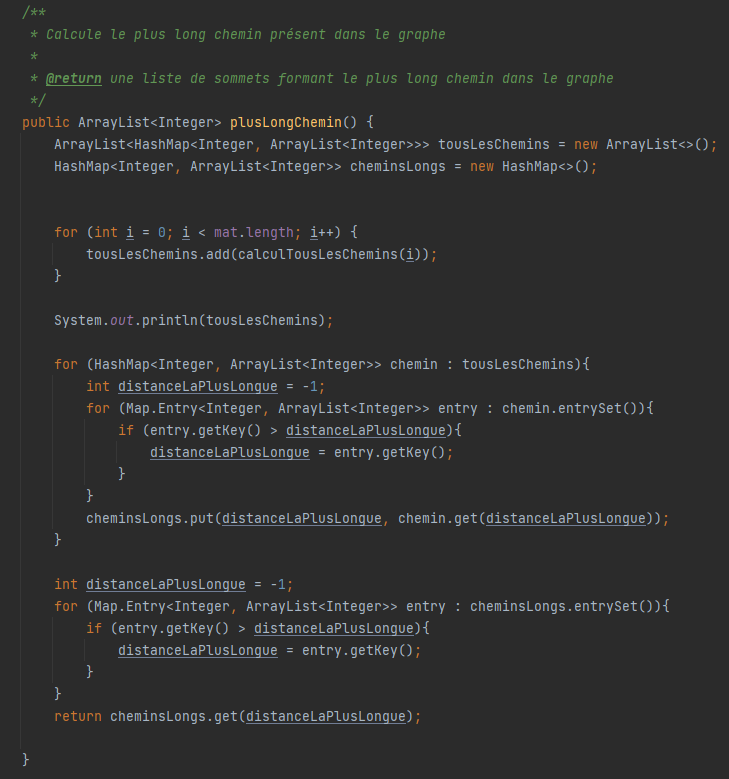 /**
 * Calcule le plus long chemin présent dans le graphe
 *
 * @return une liste de sommets formant le plus long chemin dans le graphe
 */
public ArrayList<Integer> plusLongChemin() {
    ArrayList<HashMap<Integer, ArrayList<Integer>>> tousLesChemins = new ArrayList<>();
    HashMap<Integer, ArrayList<Integer>> cheminsLongs = new HashMap<>();

    for (int i = 0; i < mat.length; i++) {
        tousLesChemins.add(calculTousLesChemins(i));
    }

    System.out.println(tousLesChemins);

    for (HashMap<Integer, ArrayList<Integer>> chemin : tousLesChemins){
        int distanceLaPlusLongue = -1;
        for (Map.Entry<Integer, ArrayList<Integer>> entry : chemin.entrySet()){
            if (entry.getKey() > distanceLaPlusLongue){
                distanceLaPlusLongue = entry.getKey();
            }
        }
        cheminsLongs.put(distanceLaPlusLongue, chemin.get(distanceLaPlusLongue));
    }

    int distanceLaPlusLongue = -1;
    for (Map.Entry<Integer, ArrayList<Integer>> entry : cheminsLongs.entrySet()){
        if (entry.getKey() > distanceLaPlusLongue){
            distanceLaPlusLongue = entry.getKey();
        }
    }
    return cheminsLongs.get(distanceLaPlusLongue);

}